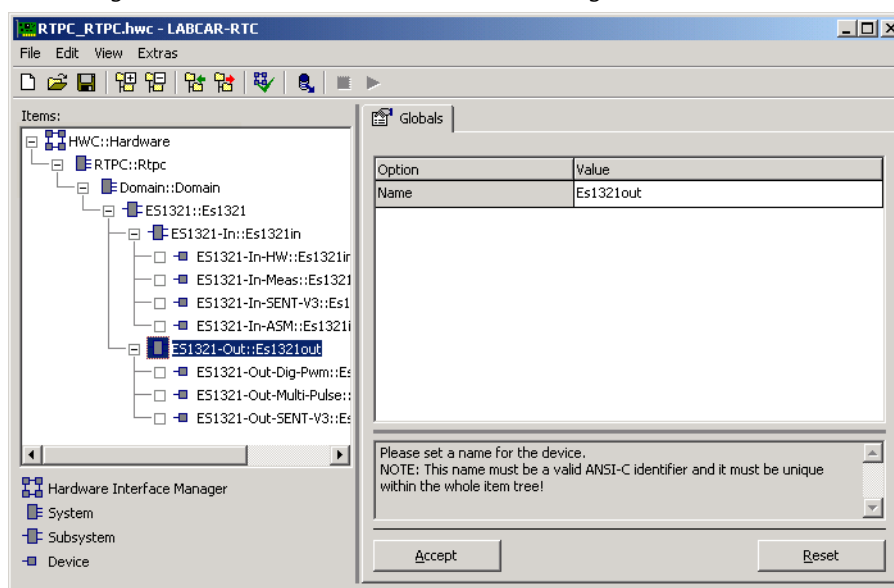 RTPC_RTPC.hwc - LABCAR-RTC
File Edit View Extras
Items:
HWC::Hardware
RTPC::Rtpc
Domain::Domain
ES1321::Es1321
ES1321-In::Es1321in
ES1321-In-HW::Es1321in
ES1321-In-Meas::Es1321
ES1321-In-SENT-V3::Es1
ES1321-In-ASM::Es1321i
ES1321-Out::Es1321out
ES1321-Out-Dig-Pwm::Es
ES1321-Out-Multi-Pulse::
ES1321-Out-SENT-V3::Es
Hardware Interface Manager
System
Subsystem
Device
Globals
Option Value
Name Es1321out
Please set a name for the device.
NOTE: This name must be a valid ANSI-C identifier and it must be unique
within the whole item tree!
Accept Reset